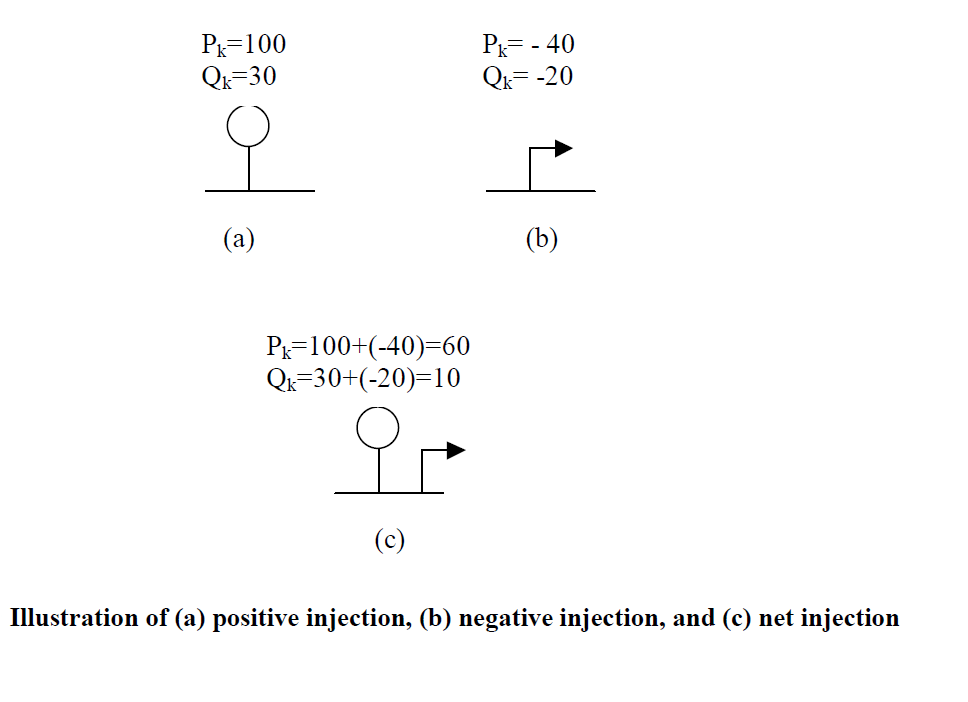 Pk=100
Qk=30
Pk= - 40
Qk= -20
(a)
(b)
Pk=100+(-40)=60
Qk=30+(-20)=10
(c)
Illustration of (a) positive injection, (b) negative injection, and (c) net injection